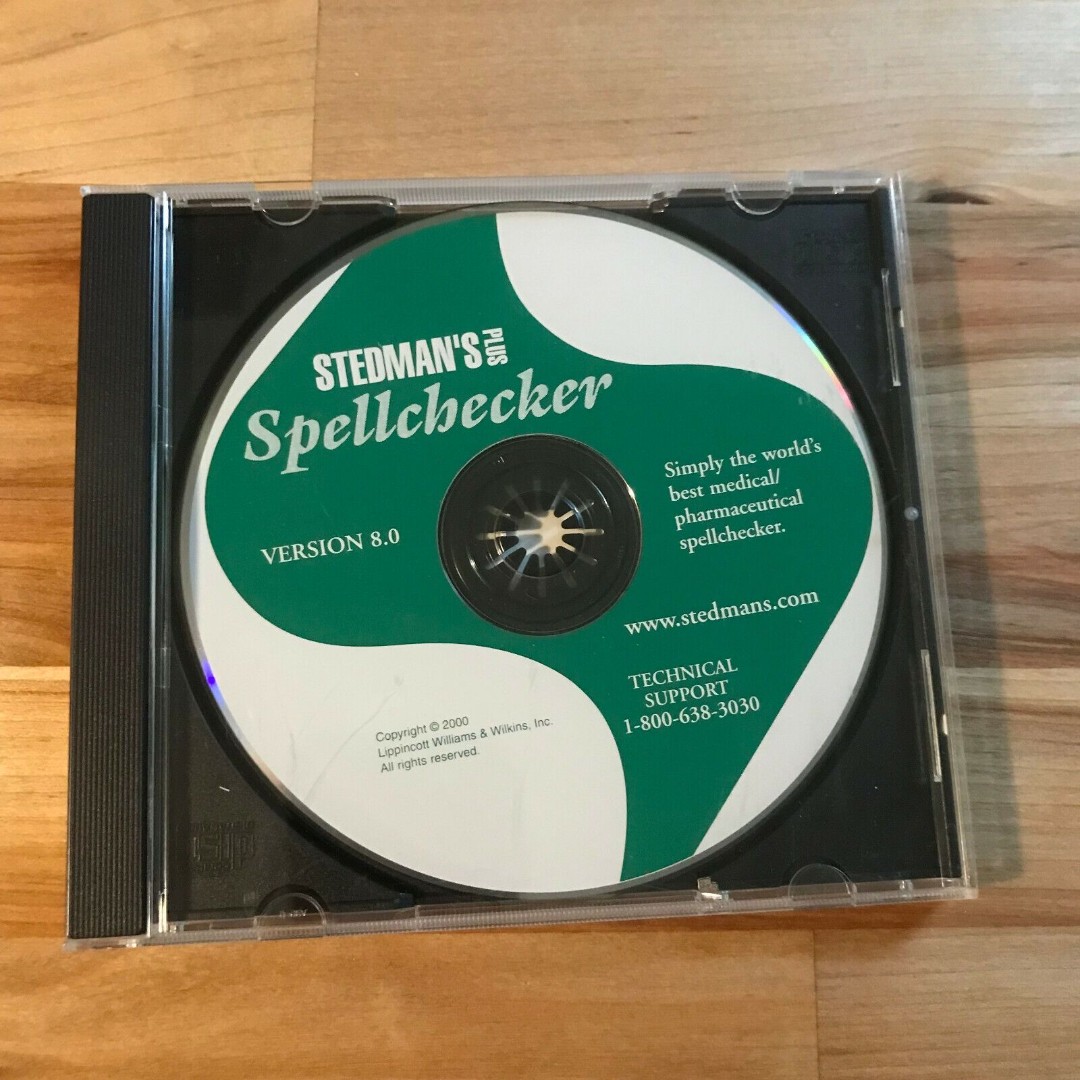 STEDMAN'S PLUS
Spellchecker
VERSION 8.0
Simply the world's
best medical/
pharmaceutical
spellchecker.
www.stedmans.com
TECHNICAL
SUPPORT
1-800-638-3030
Copyright © 2000
Lippincott Williams & Wilkins, Inc.
All rights reserved.